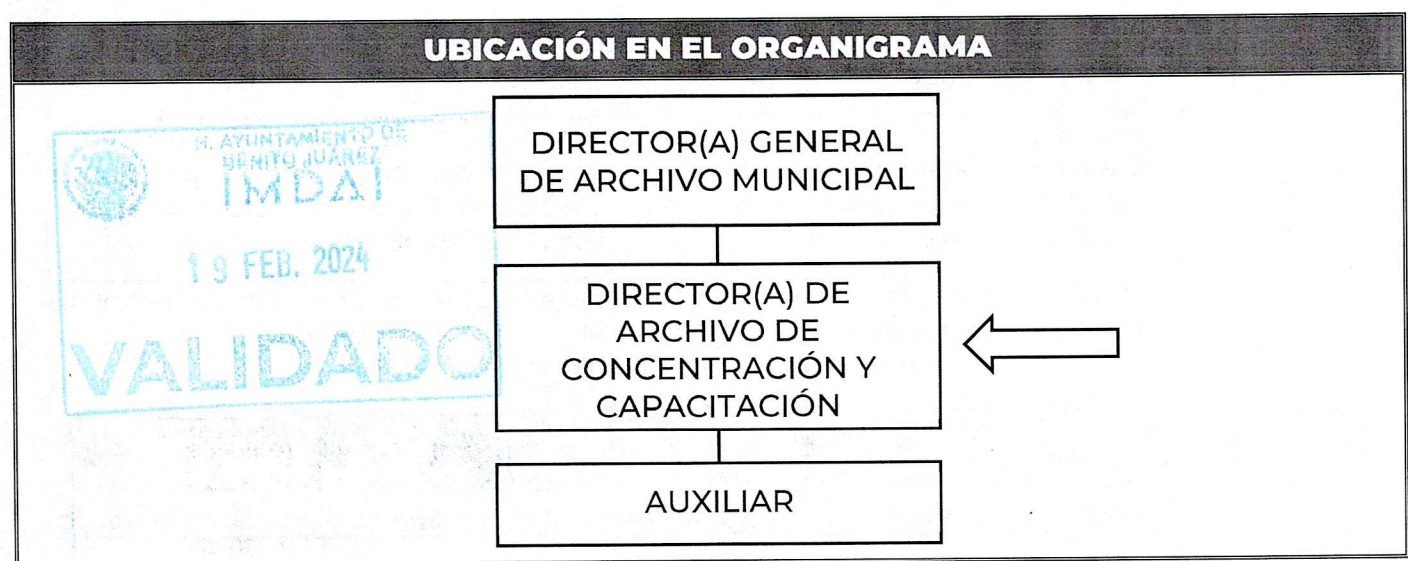 UBICACIÓN EN EL ORGANIGRAMA
H. AYUNTAMIENTO DE
BENITO JUÁREZ
IMDAI
19 FEB. 2024
VALIDADO
DIRECTOR(A) GENERAL
DE ARCHIVO MUNICIPAL
DIRECTOR(A) DE
ARCHIVO DE
CONCENTRACIÓN Y
CAPACITACIÓN
AUXILIAR